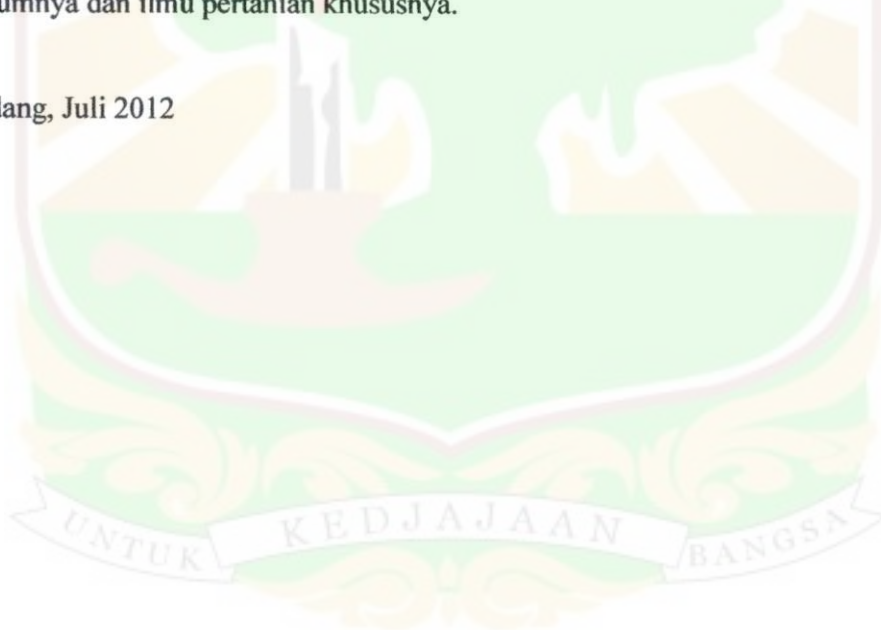 umnya dan ilmu pertanian khususnya.
lang, Juli 2012
UNTUK KEDJAJAAN BANGSA